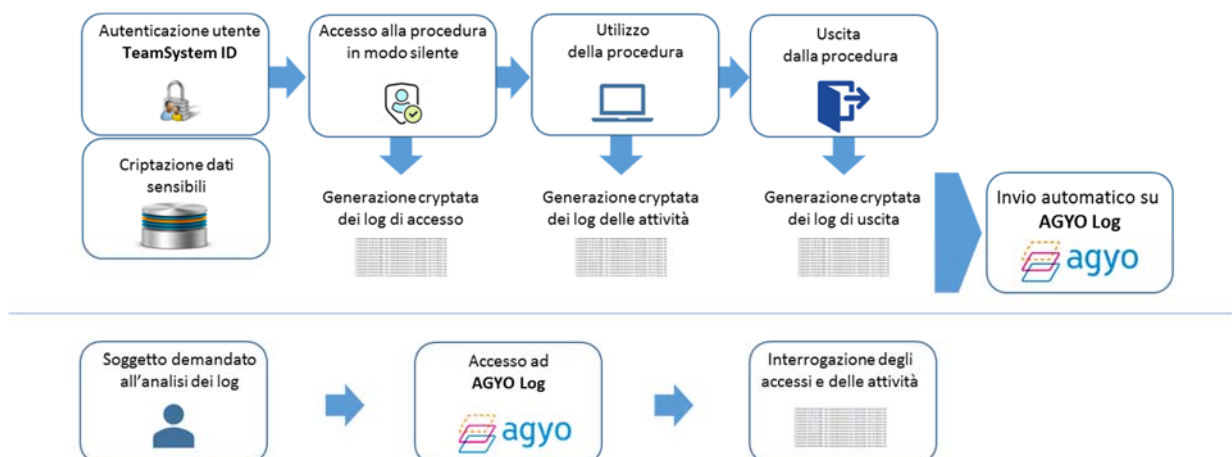 Autenticazione utente
TeamSystem ID
Accesso alla procedura
in modo silente
Utilizzo
della procedura
Uscita
dalla procedura
Criptazione dati
sensibili
Generazione cryptata
dei log di accesso
Generazione cryptata
dei log delle attività
Generazione cryptata
dei log di uscita
Invio automatico su
AGYO Log
agyo
Soggetto demandato
all'analisi dei log
Accesso ad
AGYO Log
agyo
Interrogazione degli
accessi e delle attività